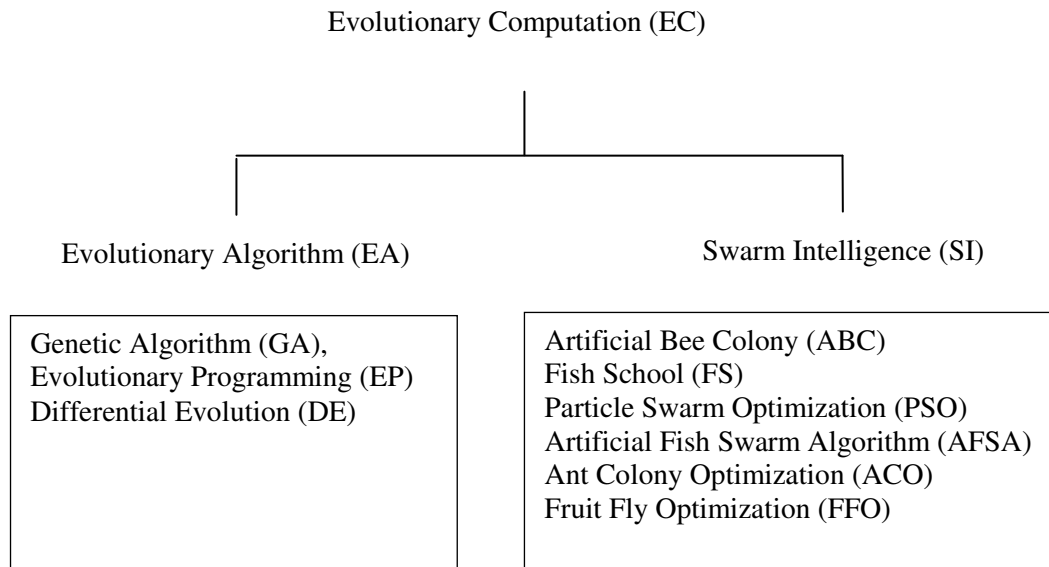 Evolutionary Computation (EC)
Evolutionary Algorithm (EA)
Swarm Intelligence (SI)
Genetic Algorithm (GA),
Evolutionary Programming (EP)
Differential Evolution (DE)
Artificial Bee Colony (ABC)
Fish School (FS)
Particle Swarm Optimization (PSO)
Artificial Fish Swarm Algorithm (AFSA)
Ant Colony Optimization (ACO)
Fruit Fly Optimization (FFO)